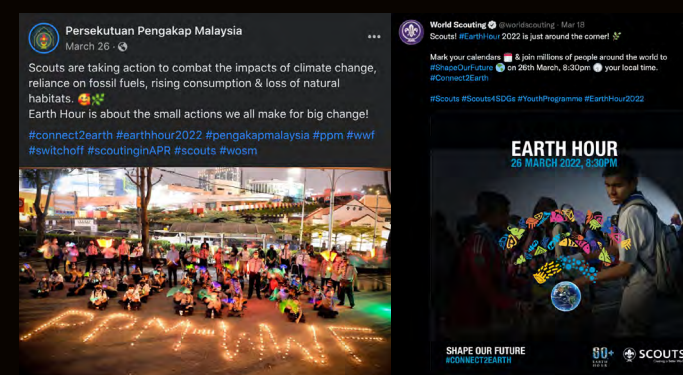 Persekutuan Pengakap Malaysia
March 26 ·
Scouts are taking action to combat the impacts of climate change,
reliance on fossil fuels, rising consumption & loss of natural
habitats. 🥰🌿
Earth Hour is about the small actions we all make for big change!
#connect2earth #earthhour2022 #pengakapmalaysia #ppm #wwf
#switchoff #scoutinginAPR #scouts #wosm
PPM-WWF
World Scouting @worldscouting · Mar 18
Scouts! #EarthHour 2022 is just around the corner! 🌿
Mark your calendars 📅 & join millions of people around the world to
#ShapeOurFuture 🌏 on 26th March, 8:30pm 🕣 your local time.
#Connect2Earth
#Scouts #Scouts4SDGs #YouthProgramme #EarthHour2022
EARTH HOUR
26 MARCH 2022, 8:30PM
SHAPE OUR FUTURE
#CONNECT2EARTH
60+
EARTH
HOUR
SCOUTS